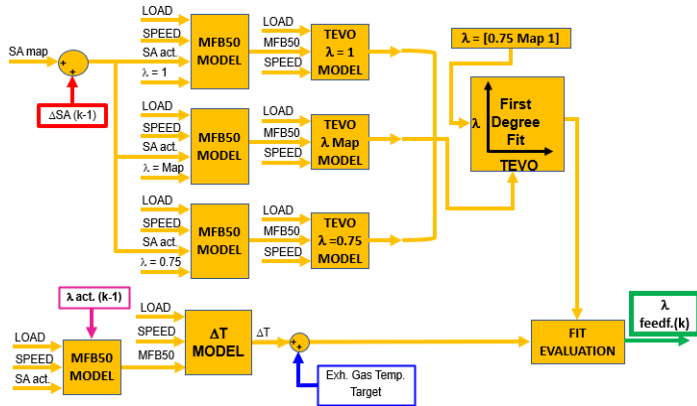 SA map
+
+
ΔSA (k-1)
LOAD
SPEED
SA act.
λ = 1
MFB50
MODEL
LOAD
MFB50
SPEED
TEVO
λ = 1
MODEL
LOAD
SPEED
SA act.
λ = Map
MFB50
MODEL
LOAD
MFB50
SPEED
TEVO
λ Map
MODEL
LOAD
SPEED
SA act.
λ = 0.75
MFB50
MODEL
LOAD
MFB50
SPEED
TEVO
λ =0.75
MODEL
λ = [0.75 Map 1]
First
Degree
Fit
λ
TEVO
λ act. (k-1)
LOAD
SPEED
SA act.
MFB50
MODEL
LOAD
SPEED
MFB50
ΔT
MODEL
ΔT
+
+
Exh. Gas Temp.
Target
FIT
EVALUATION
λ
feedf.(k)